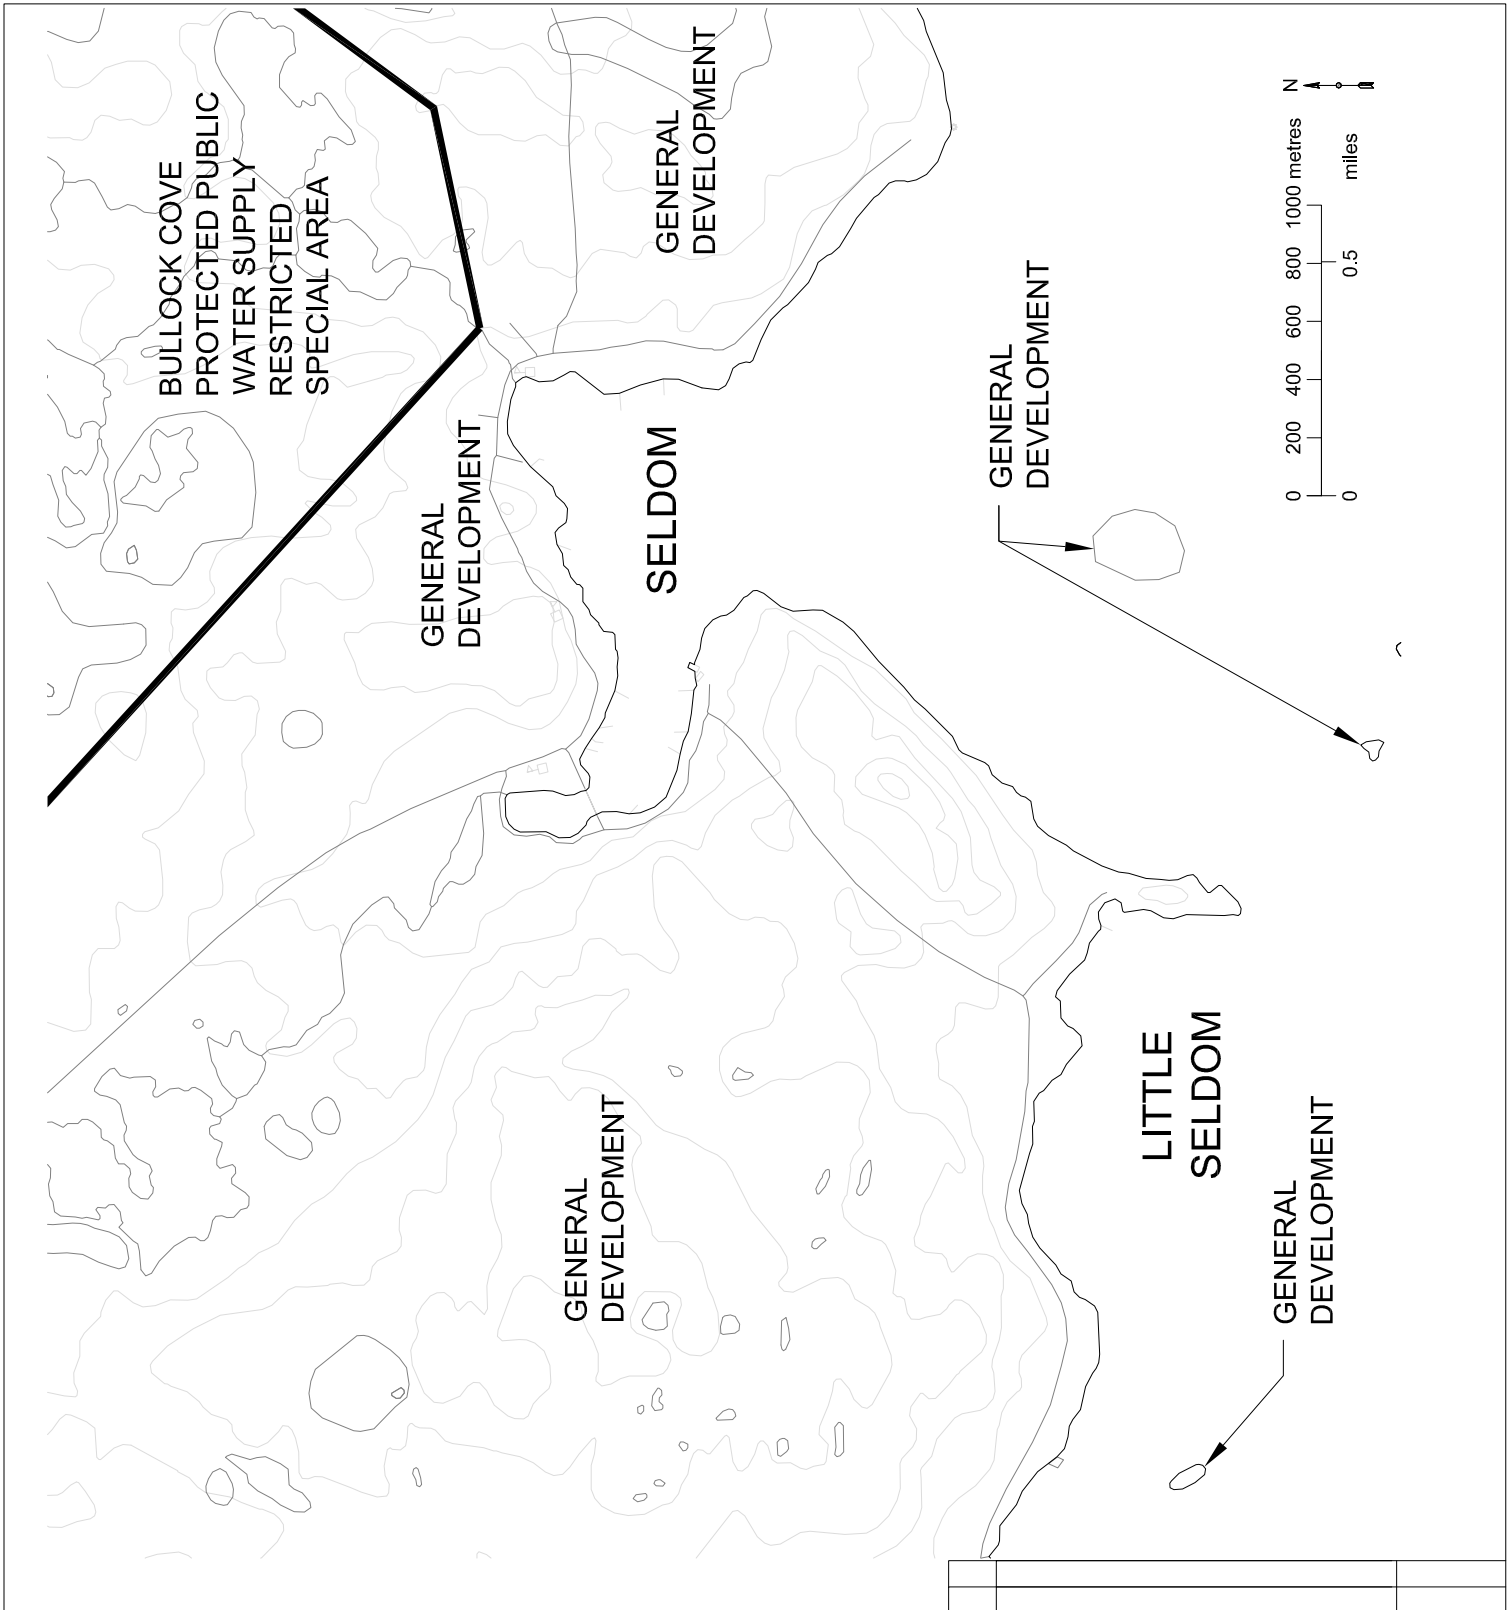 BULLOCK COVE
PROTECTED PUBLIC
WATER SUPPLY
RESTRICTED
SPECIAL AREA
GENERAL
DEVELOPMENT
GENERAL
DEVELOPMENT
SELDOM
GENERAL
DEVELOPMENT
GENERAL
DEVELOPMENT
LITTLE
SELDOM
GENERAL
DEVELOPMENT
N
0 200 400 600 800 1000 metres
0 0.5 miles